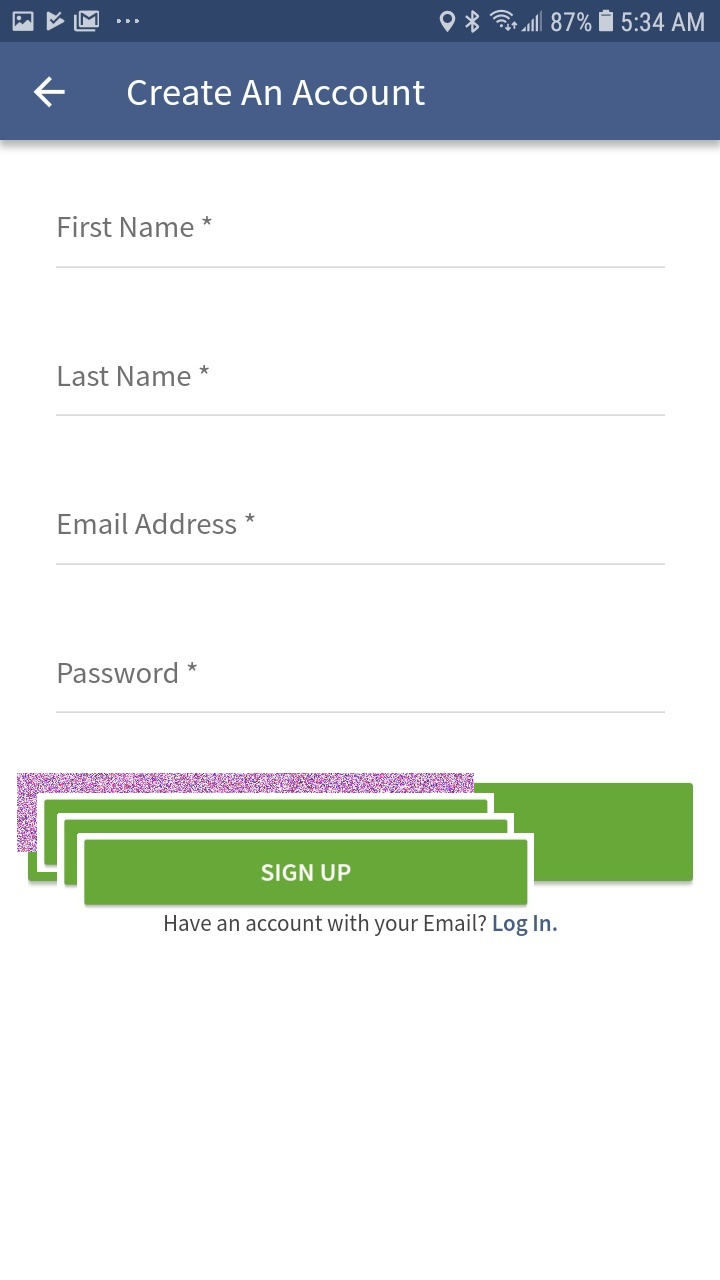 87% 5:34 AM
Create An Account
First Name *
Last Name *
Email Address *
Password *
SIGN UP
Have an account with your Email? Log In.